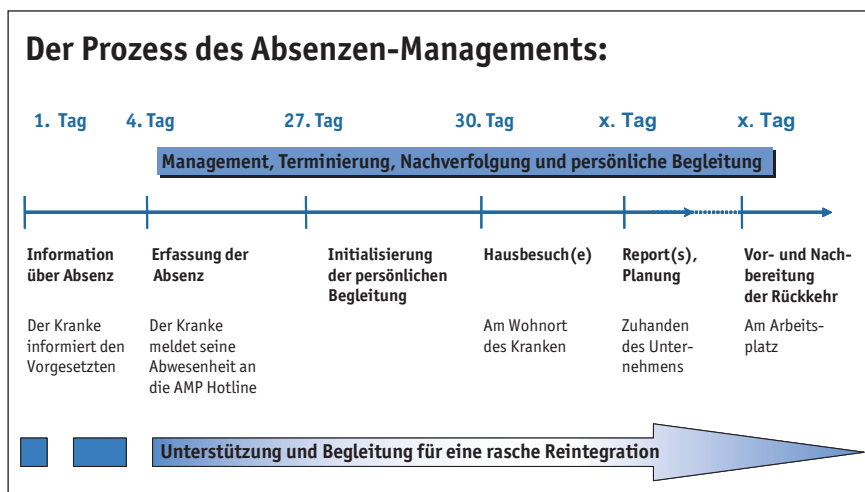 Der Prozess des Absenzen-Managements:
1. Tag
4. Tag
27. Tag
30. Tag
x. Tag
x. Tag
Management, Terminierung, Nachverfolgung und persönliche Begleitung
Information
über Absenz
Der Kranke
informiert den
Vorgesetzten
Erfassung der
Absenz
Der Kranke
meldet seine
Abwesenheit an
die AMP Hotline
Initialisierung
der persönlichen
Begleitung
Hausbesuch(e)
Am Wohnort
des Kranken
Report(s),
Planung
Zuhanden
des Unter-
nehmens
Vor- und Nach-
bereitung
der Rückkehr
Am Arbeits-
platz
Unterstützung und Begleitung für eine rasche Reintegration